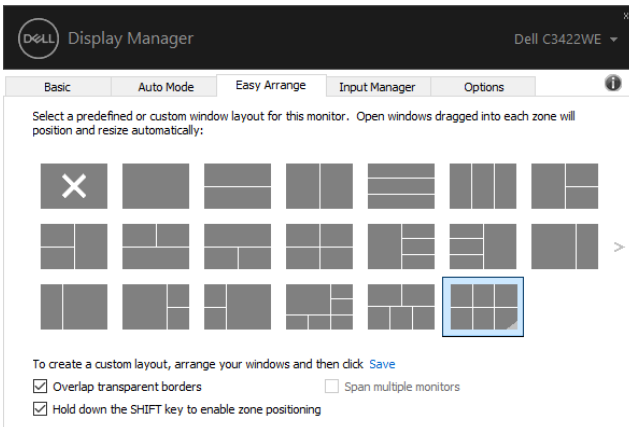 DELL Display Manager
Dell C3422WE
Basic
Auto Mode
Easy Arrange
Input Manager
Options
Select a predefined or custom window layout for this monitor. Open windows dragged into each zone will
position and resize automatically:
To create a custom layout, arrange your windows and then click Save
Overlap transparent borders
Span multiple monitors
Hold down the SHIFT key to enable zone positioning